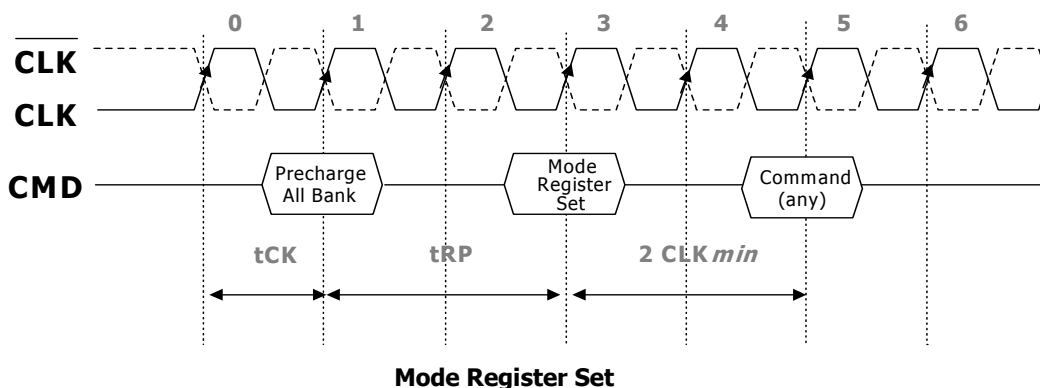 0 1 2 3 4 5 6
CLK
CLK
CMD
Precharge
All Bank
Mode
Register
Set
Command
(any)
tCK
tRP
2 CLK min
Mode Register Set